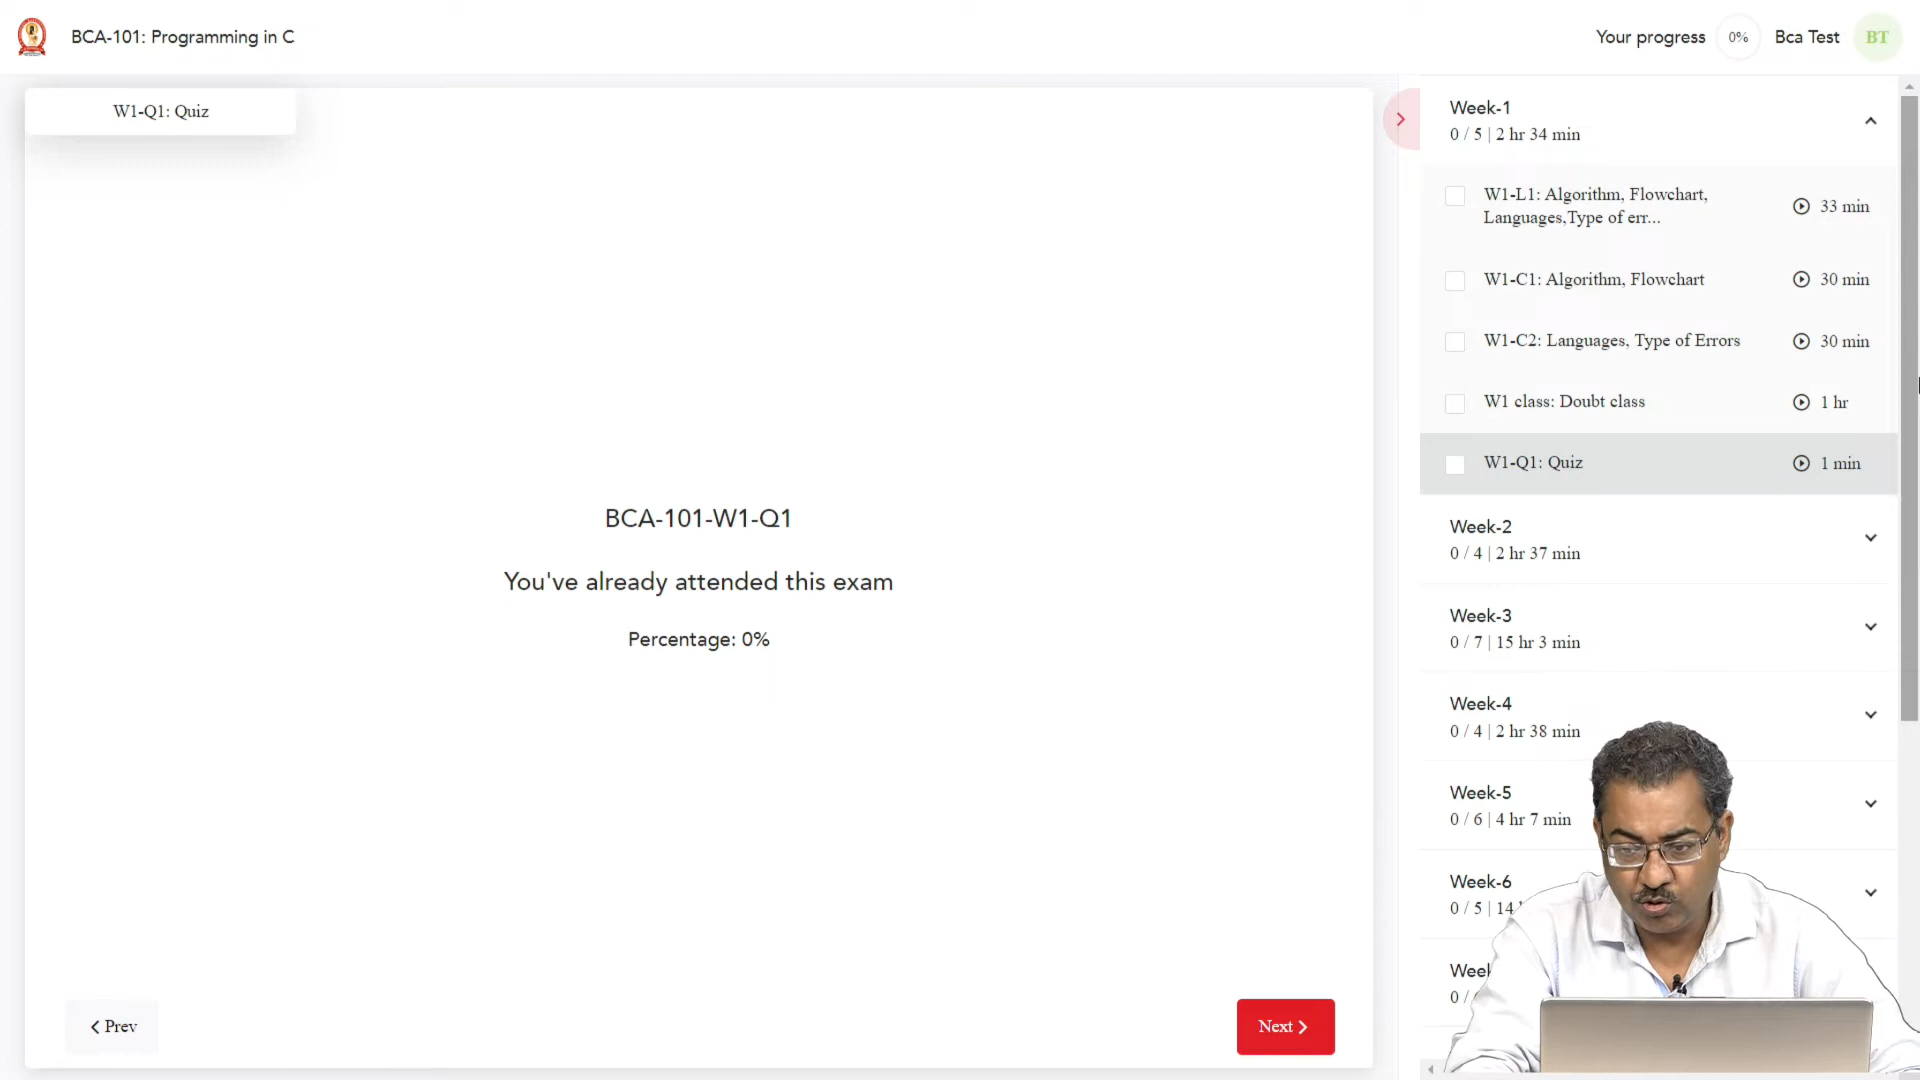 BCA-101: Programming in C
Your progress
0%
Bca Test
BT
W1-Q1: Quiz
BCA-101-W1-Q1
You've already attended this exam
Percentage: 0%
Prev
Next
Week-1
0 / 5 | 2 hr 34 min
W1-L1: Algorithm, Flowchart,
Languages,Type of err...
33 min
W1-C1: Algorithm, Flowchart
30 min
W1-C2: Languages, Type of Errors
30 min
W1 class: Doubt class
1 hr
W1-Q1: Quiz
1 min
Week-2
0 / 4 | 2 hr 37 min
Week-3
0 / 7 | 15 hr 3 min
Week-4
0 / 4 | 2 hr 38 min
Week-5
0 / 6 | 4 hr 7 min
Week-6
0 / 5 | 14